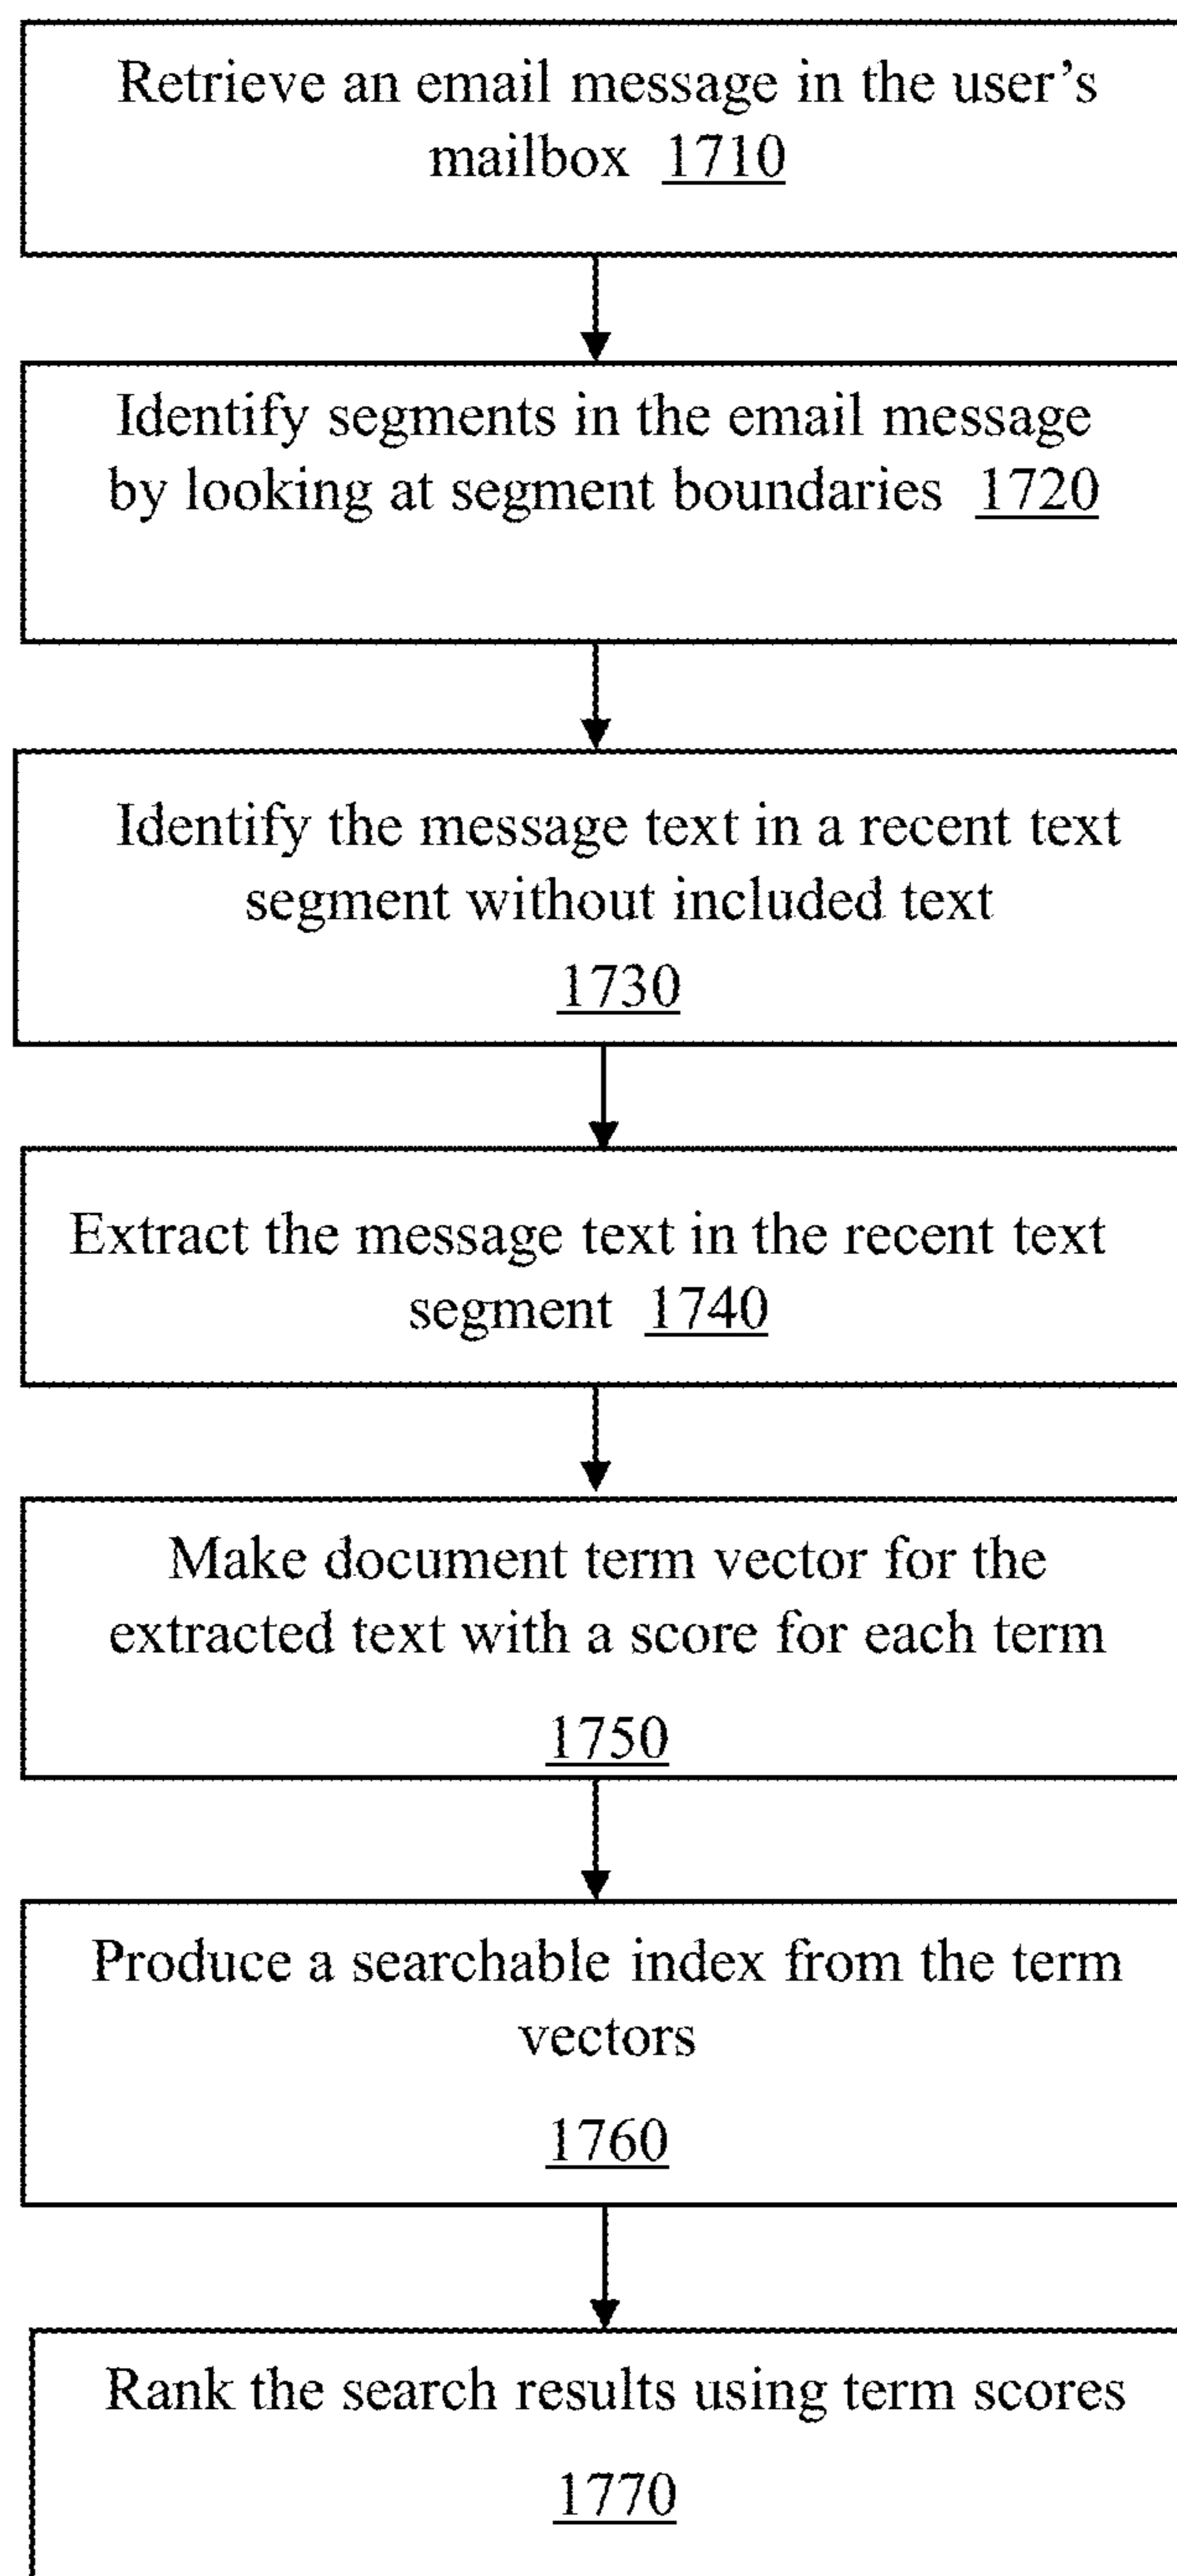 Retrieve an email message in the user’s
mailbox 1710
Identify segments in the email message
by looking at segment boundaries 1720
Identify the message text in a recent text
segment without included text
1730
Extract the message text in the recent text
segment 1740
Make document term vector for the
extracted text with a score for each term
1750
Produce a searchable index from the term
vectors
1760
Rank the search results using term scores
1770